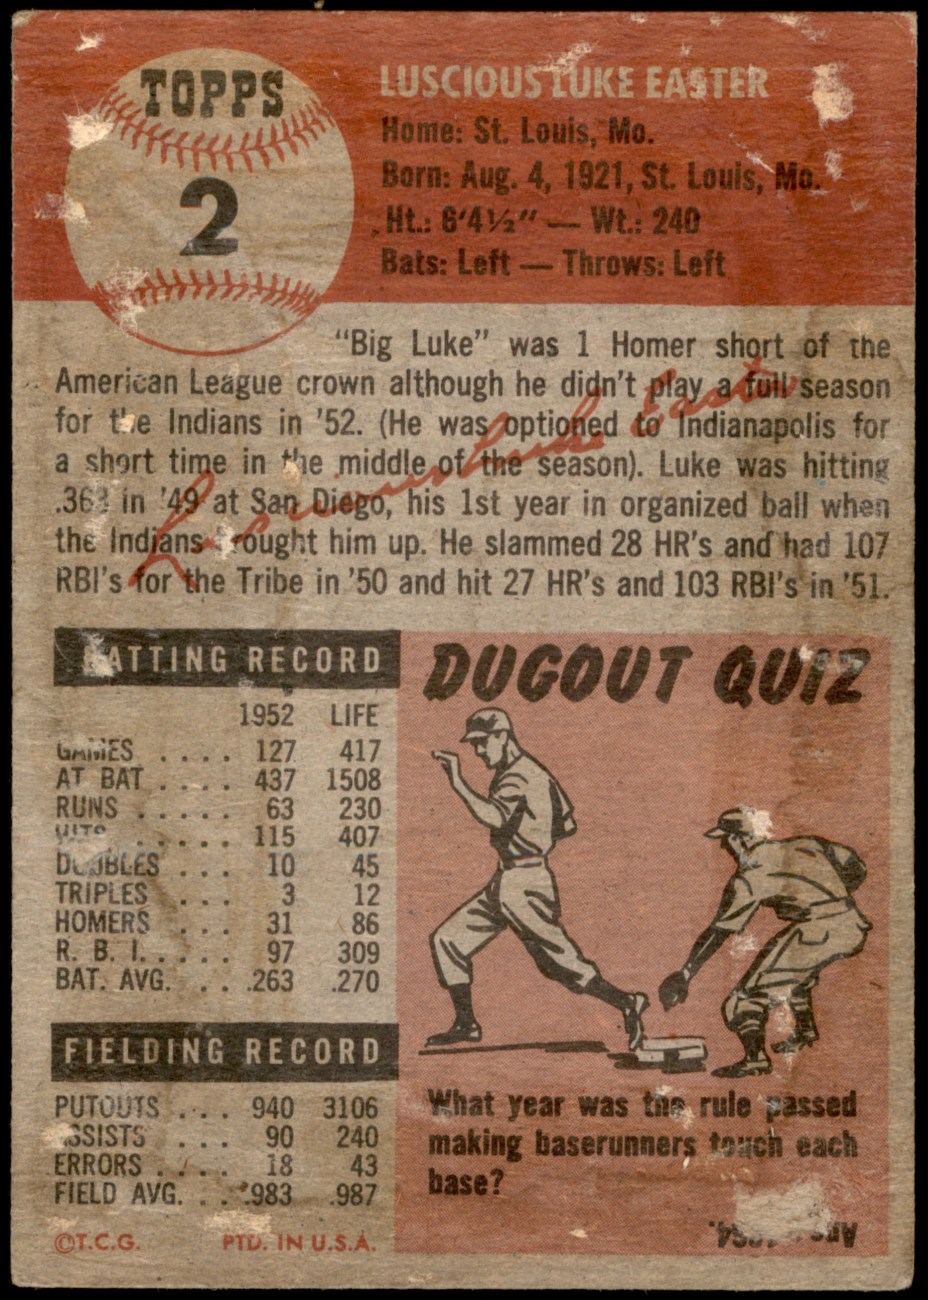 TOPPS
2
LUSCIOUS LUKE EASTER
Home: St. Louis, Mo.
Born: Aug. 4, 1921, St. Louis, Mo.
Ht.: 6'4½" — Wt.: 240
Bats: Left — Throws: Left
"Big Luke" was 1 Homer short of the
American League crown although he didn't play a full season
for the Indians in '52. (He was optioned to Indianapolis for
a short time in the middle of the season). Luke was hitting
.363 in '49 at San Diego, his 1st year in organized ball when
the Indians brought him up. He slammed 28 HR's and had 107
RBI's for the Tribe in '50 and hit 27 HR's and 103 RBI's in '51.
Luscious Luke Easter
BATTING RECORD
1952 LIFE
GAMES .... 127 417
AT BAT .... 437 1508
RUNS ..... 63 230
HITS ..... 115 407
DOUBLES ... 10 45
TRIPLES ... 3 12
HOMERS ... 31 86
R. B. I. .... 97 309
BAT. AVG. ... .263 .270
FIELDING RECORD
PUTOUTS ... 940 3106
ASSISTS ... 90 240
ERRORS .... 18 43
FIELD AVG. .. .983 .987
©T.C.G. PTD. IN U.S.A.
DUGOUT QUIZ
What year was the rule passed
making baserunners touch each
base?